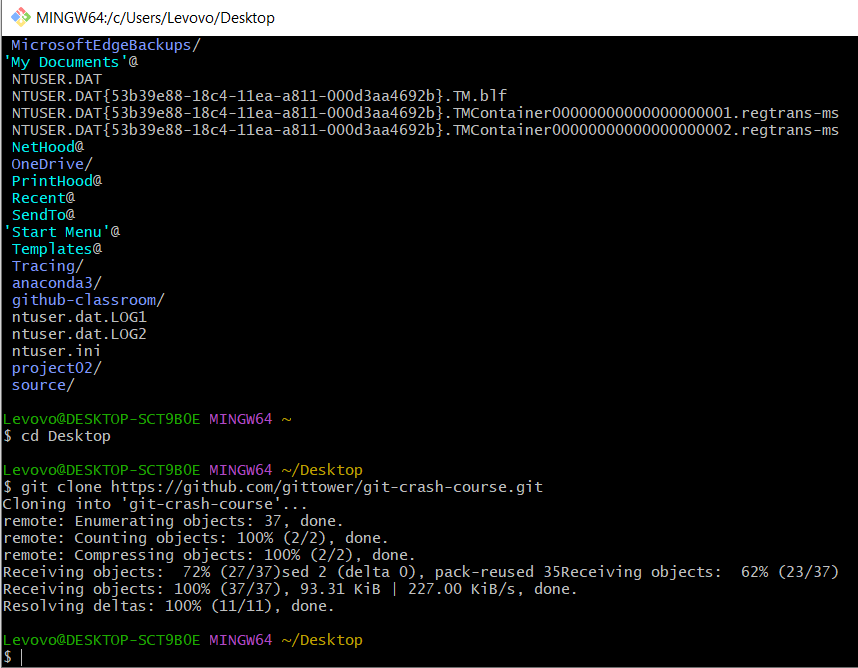 MINGW64:/c/Users/Levovo/Desktop
MicrosoftEdgeBackups/
'My Documents'@
NTUSER.DAT
NTUSER.DAT{53b39e88-18c4-11ea-a811-000d3aa4692b}.TM.blf
NTUSER.DAT{53b39e88-18c4-11ea-a811-000d3aa4692b}.TMContainer00000000000000000001.regtrans-ms
NTUSER.DAT{53b39e88-18c4-11ea-a811-000d3aa4692b}.TMContainer00000000000000000002.regtrans-ms
NetHood@
OneDrive/
PrintHood@
Recent@
SendTo@
'Start Menu'@
Templates@
Tracing/
anaconda3/
github-classroom/
ntuser.dat.LOG1
ntuser.dat.LOG2
ntuser.ini
project02/
source/
Levovo@DESKTOP-SCT9B0E MINGW64 ~
$ cd Desktop
Levovo@DESKTOP-SCT9B0E MINGW64 ~/Desktop
$ git clone https://github.com/gittower/git-crash-course.git
Cloning into 'git-crash-course'...
remote: Enumerating objects: 37, done.
remote: Counting objects: 100% (2/2), done.
remote: Compressing objects: 100% (2/2), done.
Receiving objects:  72% (27/37)sed 2 (delta 0), pack-reused 35Receiving objects:  62% (23/37)
Receiving objects: 100% (37/37), 93.31 KiB | 227.00 KiB/s, done.
Resolving deltas: 100% (11/11), done.
Levovo@DESKTOP-SCT9B0E MINGW64 ~/Desktop
$